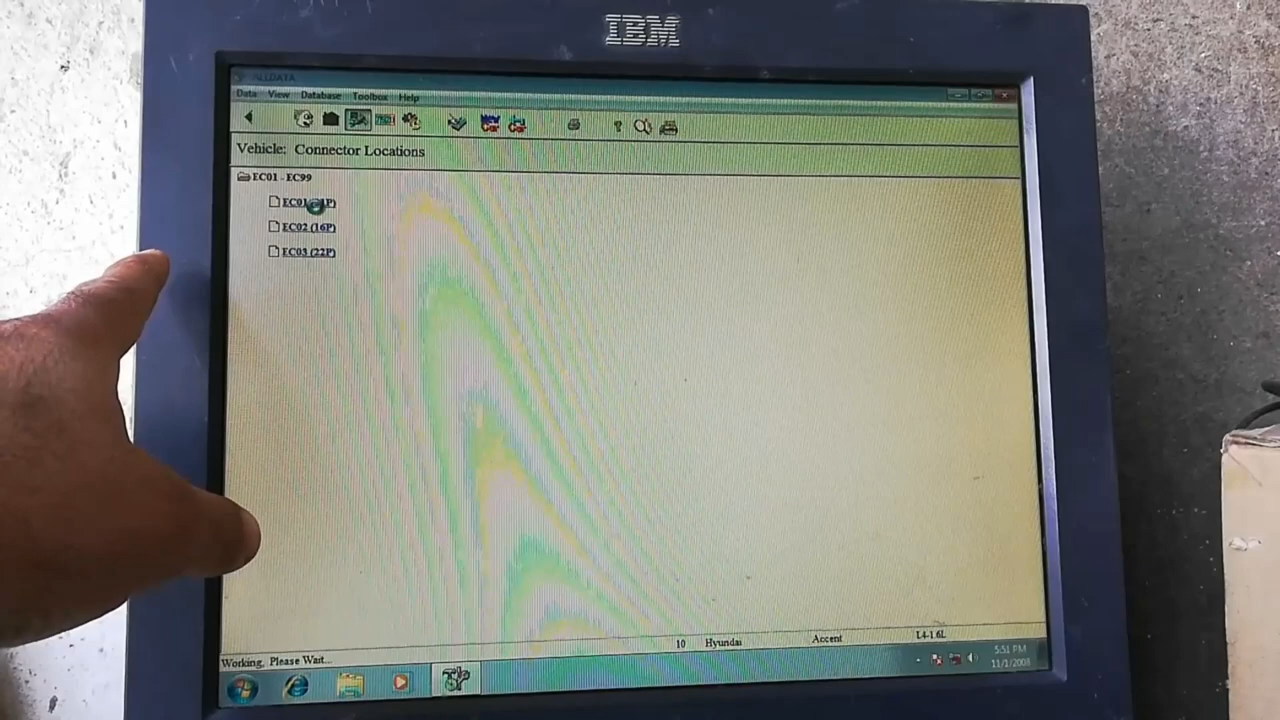 IBM
ALLDATA
Data View Database Toolbox Help
Vehicle: Connector Locations
EC01 - EC99
EC02 (16P)
EC03 (22P)
10 Hyundai Accent L4-1.6L
Working, Please Wait...
5:51 PM
11/1/2008